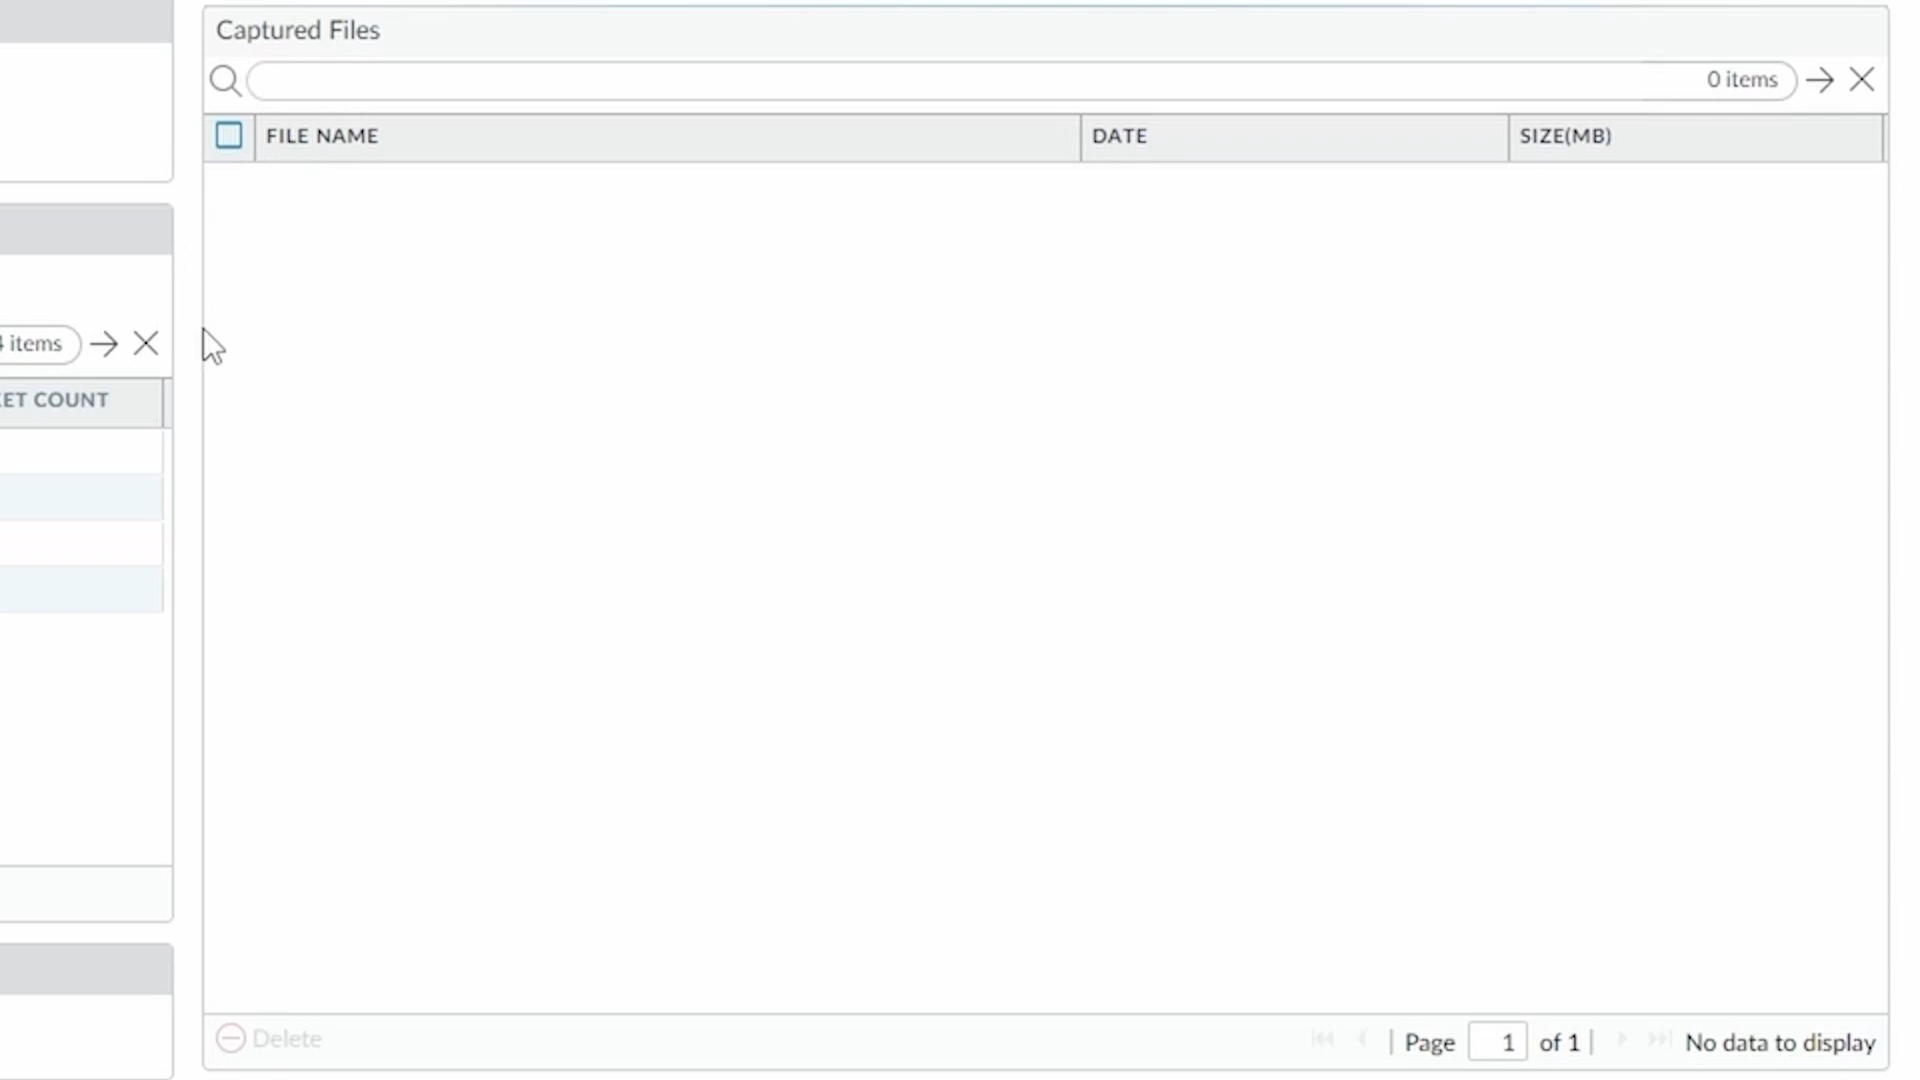 Captured Files
0 items
FILE NAME DATE SIZE(MB)
items
COUNT
Delete
Page 1 of 1 No data to display